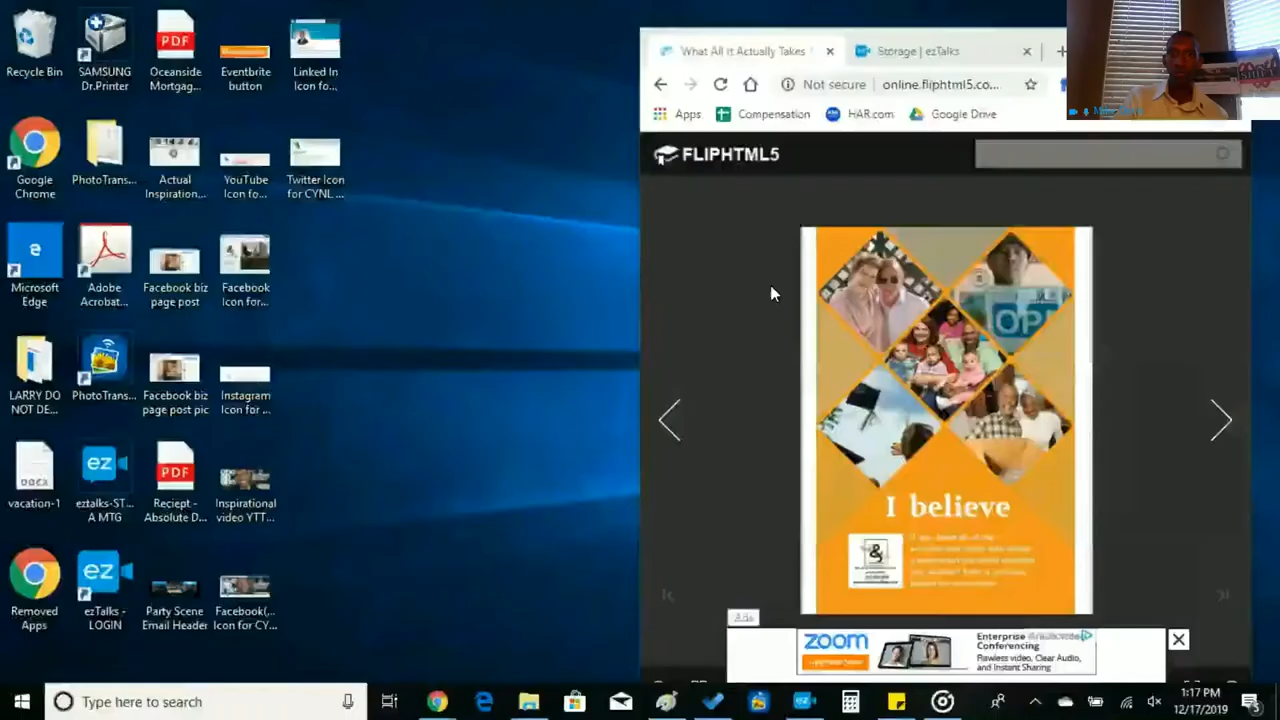 Recycle Bin
SAMSUNG
Dr.Printer
Oceanside
Mortgag...
Eventbrite
button
Linked In
Icon fo...
Google
Chrome
PhotoTrans...
Actual
Inspiration,...
YouTube
Icon fo...
Twitter Icon
for CYNL ...
Microsoft
Edge
Adobe
Acrobat...
Facebook biz
page post
Facebook
Icon for...
LARRY DO
NOT DE...
PhotoTrans...
Facebook biz
page post pic
Instagram
Icon for ...
vacation-1
eztalks-ST...
A MTG
Reciept -
Absolute D...
Inspirational
video YTT...
Removed
Apps
ezTalks -
LOGIN
Party Scene
Email Header
Facebook(,...
Icon for CY...
PDF
PDF
DOCX
ez
ez
What All is Actually Takes
Storage | ezTalks
Not secure
online.fliphtml5.co...
Apps
Compensation
HAR.com
Google Drive
FLIPHTML5
OPI
I believe
&
Ads
zoom
Enterprise
Conferencing
Flawless video, Clear Audio,
and Instant Sharing
Type here to search
1:17 PM
12/17/2019